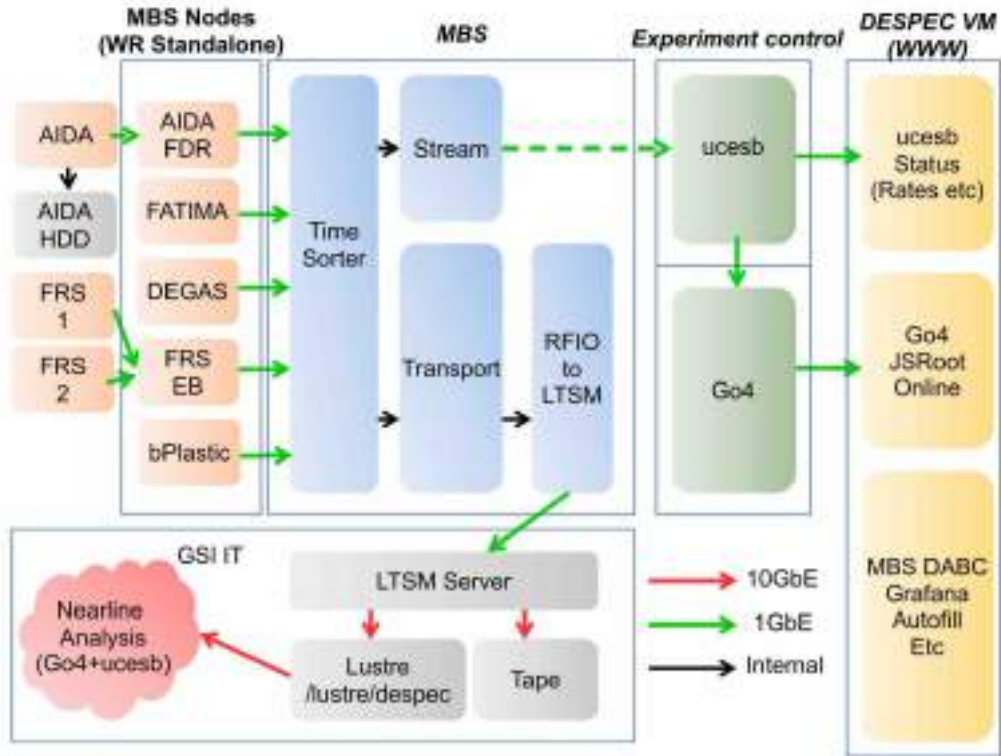 MBS Nodes
(WR Standalone)
MBS
Experiment control
DESPEC VM
(WWW)
AIDA
AIDA
HDD
FRS
1
FRS
2
AIDA
FDR
FATIMA
DEGAS
FRS
EB
bPlastic
Time
Sorter
Stream
Transport
RFIO
to
LTSM
ucesb
Go4
ucesb
Status
(Rates etc)
Go4
JSRoot
Online
MBS DABC
Grafana
Autofill
Etc
GSI IT
Nearline
Analysis
(Go4+ucesb)
LTSM Server
Lustre
/lustre/despec
Tape
10GbE
1GbE
Internal